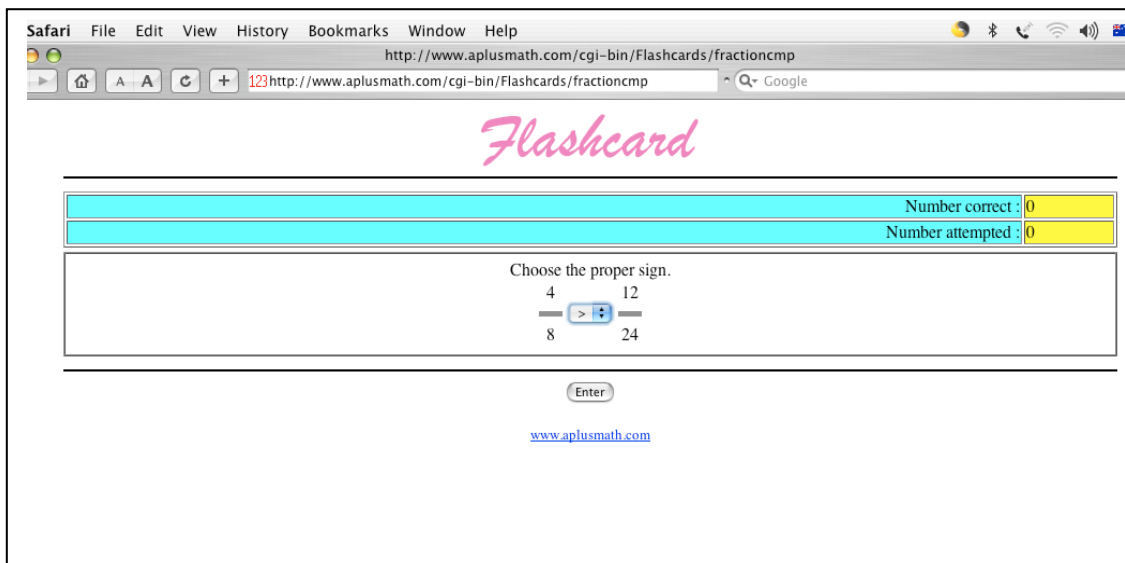 Safari File Edit View History Bookmarks Window Help
http://www.aplusmath.com/cgi-bin/Flashcards/fractioncmp
A A C + 123http://www.aplusmath.com/cgi-bin/Flashcards/fractioncmp Google
Flashcard
Number correct : 0
Number attempted : 0
Choose the proper sign.
4 12
>
8 24
Enter
www.aplusmath.com